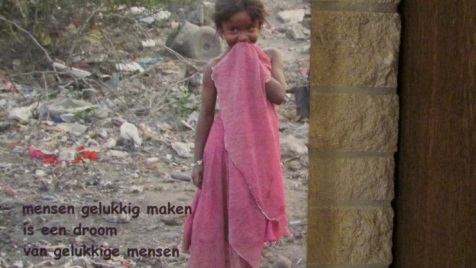 mensen gelukkig maken
is een droom
van gelukkige mensen